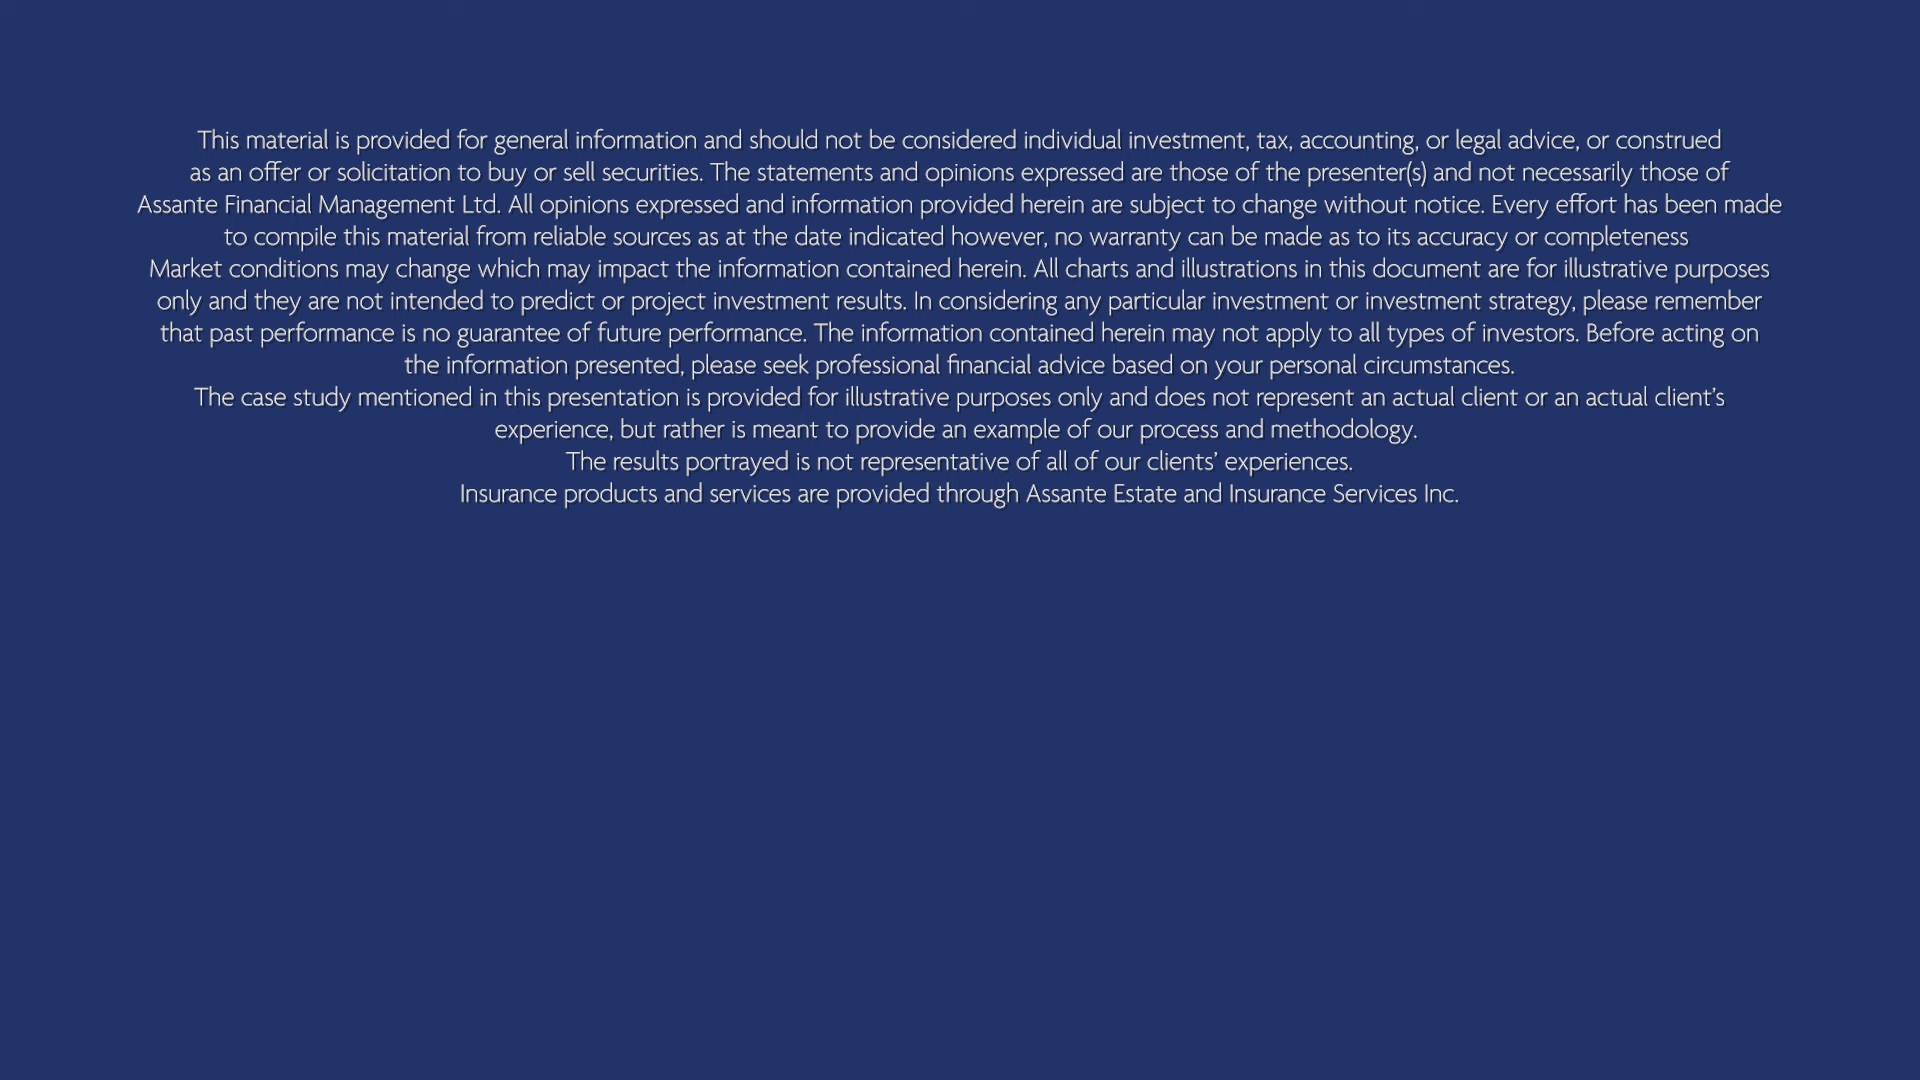 This material is provided for general information and should not be considered individual investment, tax, accounting, or legal advice, or construed
as an offer or solicitation to buy or sell securities. The statements and opinions expressed are those of the presenter(s) and not necessarily those of
Assante Financial Management Ltd. All opinions expressed and information provided herein are subject to change without notice. Every effort has been made
to compile this material from reliable sources as at the date indicated however, no warranty can be made as to its accuracy or completeness
Market conditions may change which may impact the information contained herein. All charts and illustrations in this document are for illustrative purposes
only and they are not intended to predict or project investment results. In considering any particular investment or investment strategy, please remember
that past performance is no guarantee of future performance. The information contained herein may not apply to all types of investors. Before acting on
the information presented, please seek professional financial advice based on your personal circumstances.
The case study mentioned in this presentation is provided for illustrative purposes only and does not represent an actual client or an actual client’s
experience, but rather is meant to provide an example of our process and methodology.
The results portrayed is not representative of all of our clients’ experiences.
Insurance products and services are provided through Assante Estate and Insurance Services Inc.